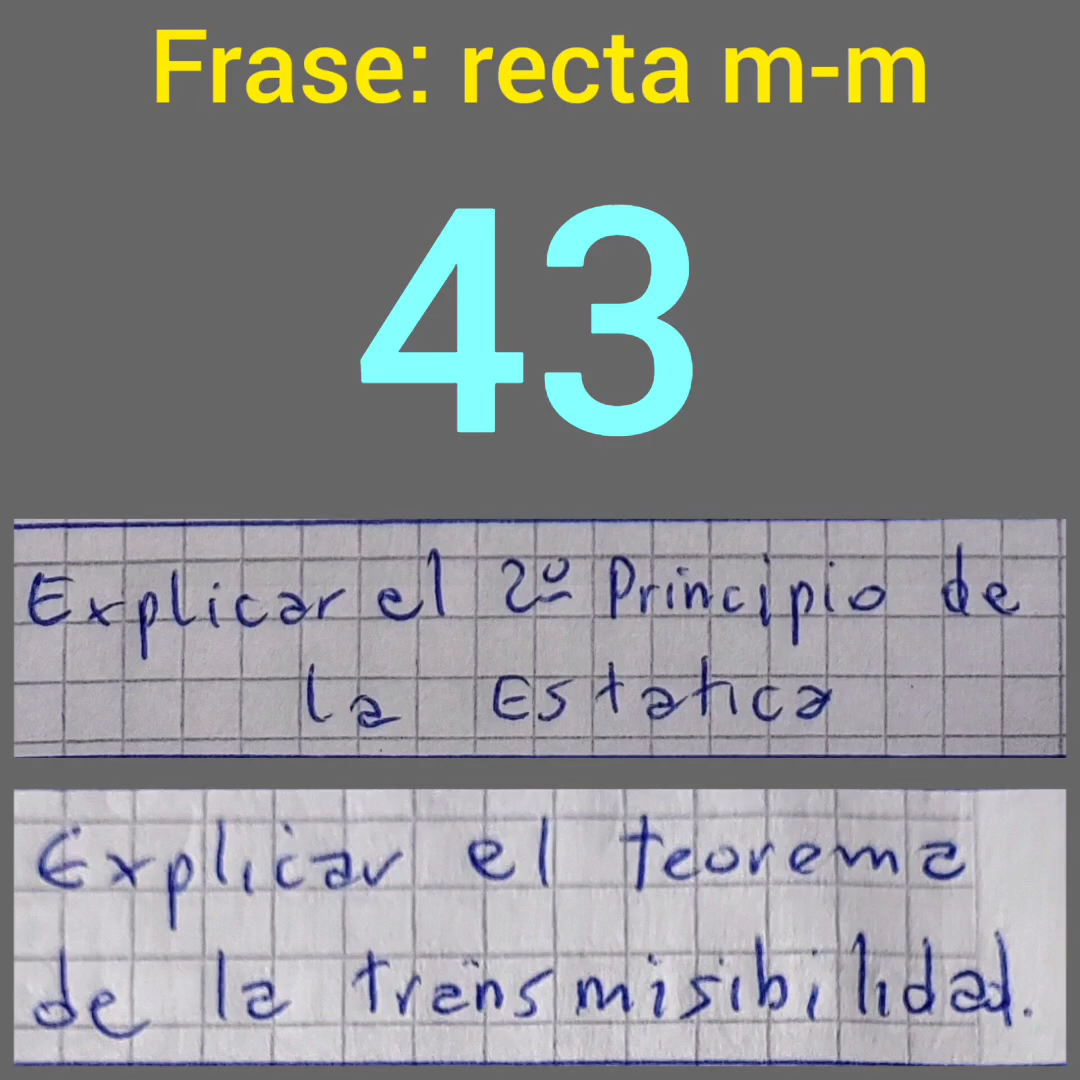 Frase: recta m-m
43
Explicar el 2º Principio de
la Estatica
Explicar el teorema
de la transmisibilidad.